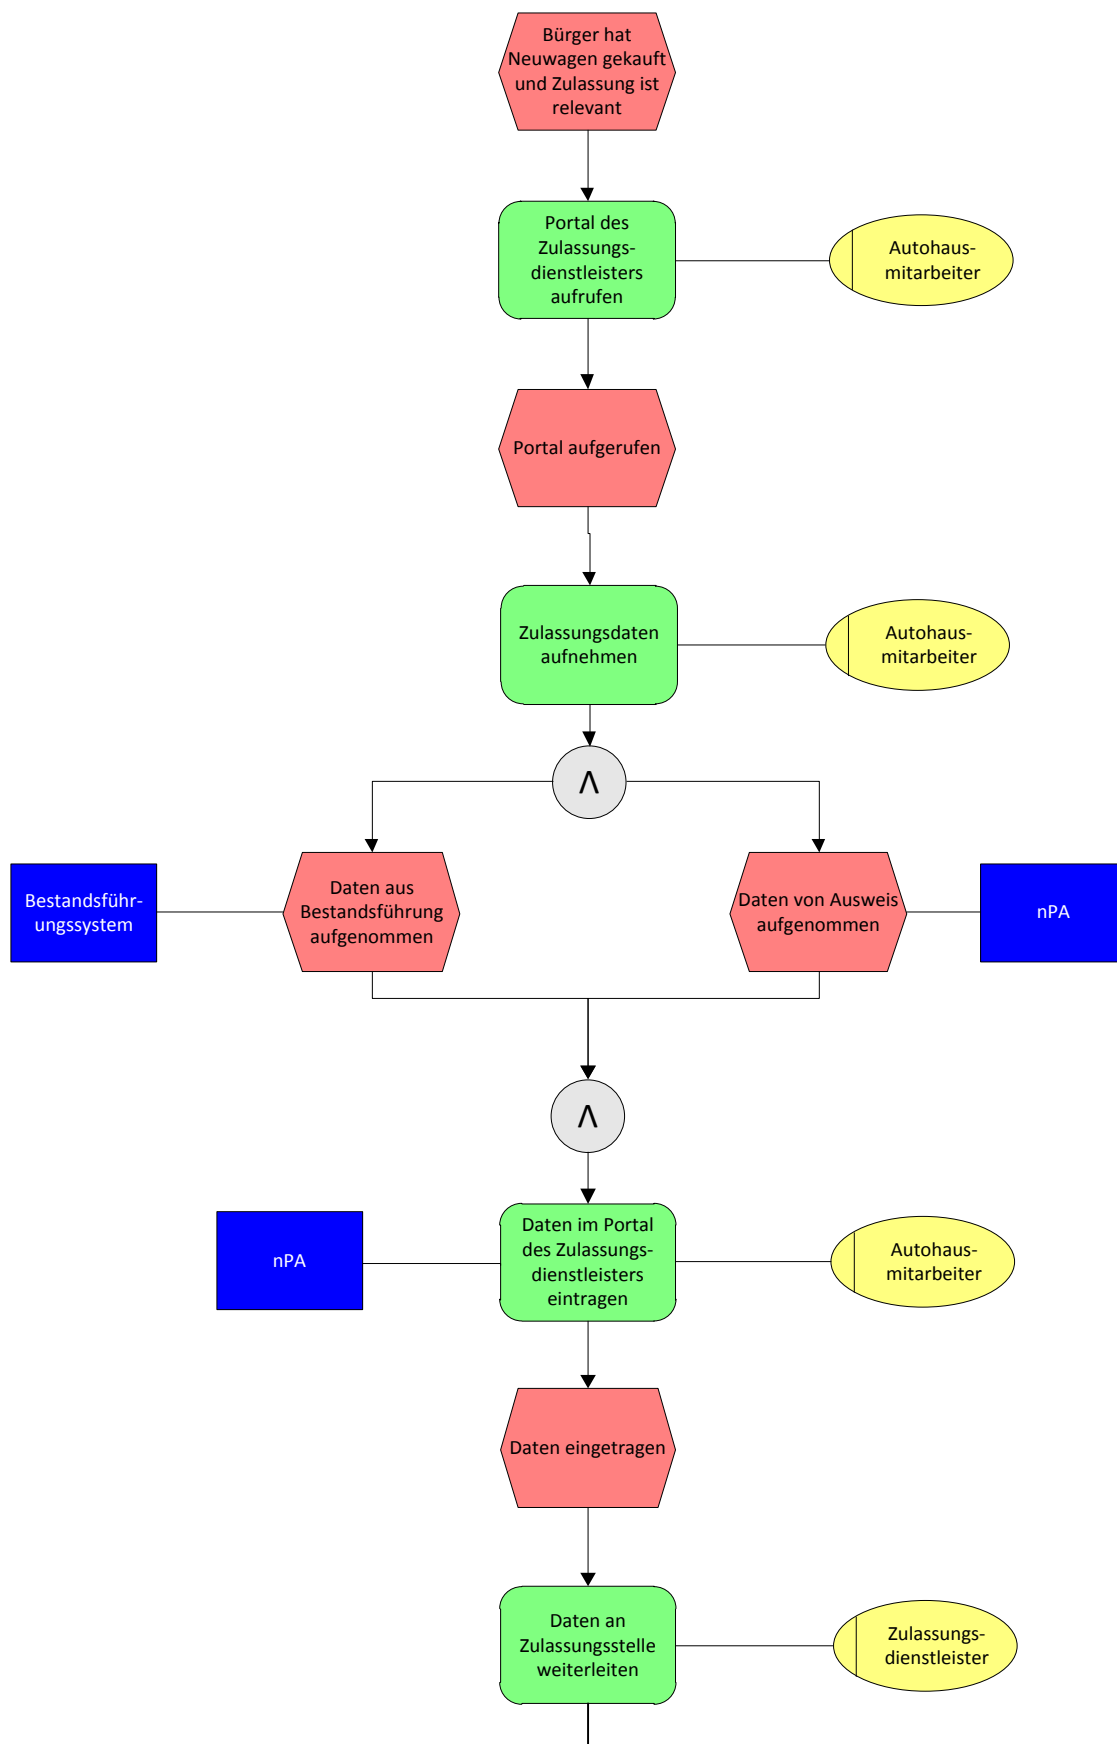 Bürger hat
Neuwagen gekauft
und Zulassung ist
relevant
Portal des
Zulassungs-
dienstleisters
aufrufen
Autohaus-
mitarbeiter
Portal aufgerufen
Zulassungsdaten
aufnehmen
Autohaus-
mitarbeiter
Λ
Bestandsführ-
ungssystem
Daten aus
Bestandsführung
aufgenommen
Daten von Ausweis
aufgenommen
nPA
Λ
nPA
Daten im Portal
des Zulassungs-
dienstleisters
eintragen
Autohaus-
mitarbeiter
Daten eingetragen
Daten an
Zulassungsstelle
weiterleiten
Zulassungs-
dienstleister